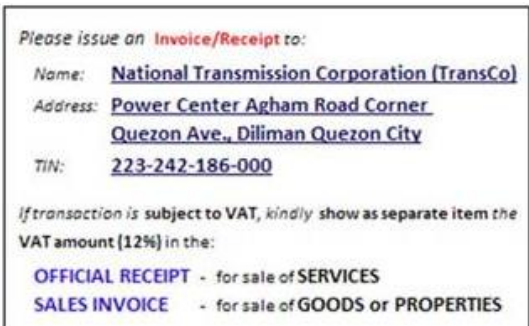 Please issue an Invoice/Receipt to:
Name: National Transmission Corporation (TransCo)
Address: Power Center Agham Road Corner
Quezon Ave., Diliman Quezon City
TIN: 223-242-186-000
If transaction is subject to VAT, kindly show as separate item the
VAT amount (12%) in the:
OFFICIAL RECEIPT - for sale of SERVICES
SALES INVOICE - for sale of GOODS or PROPERTIES